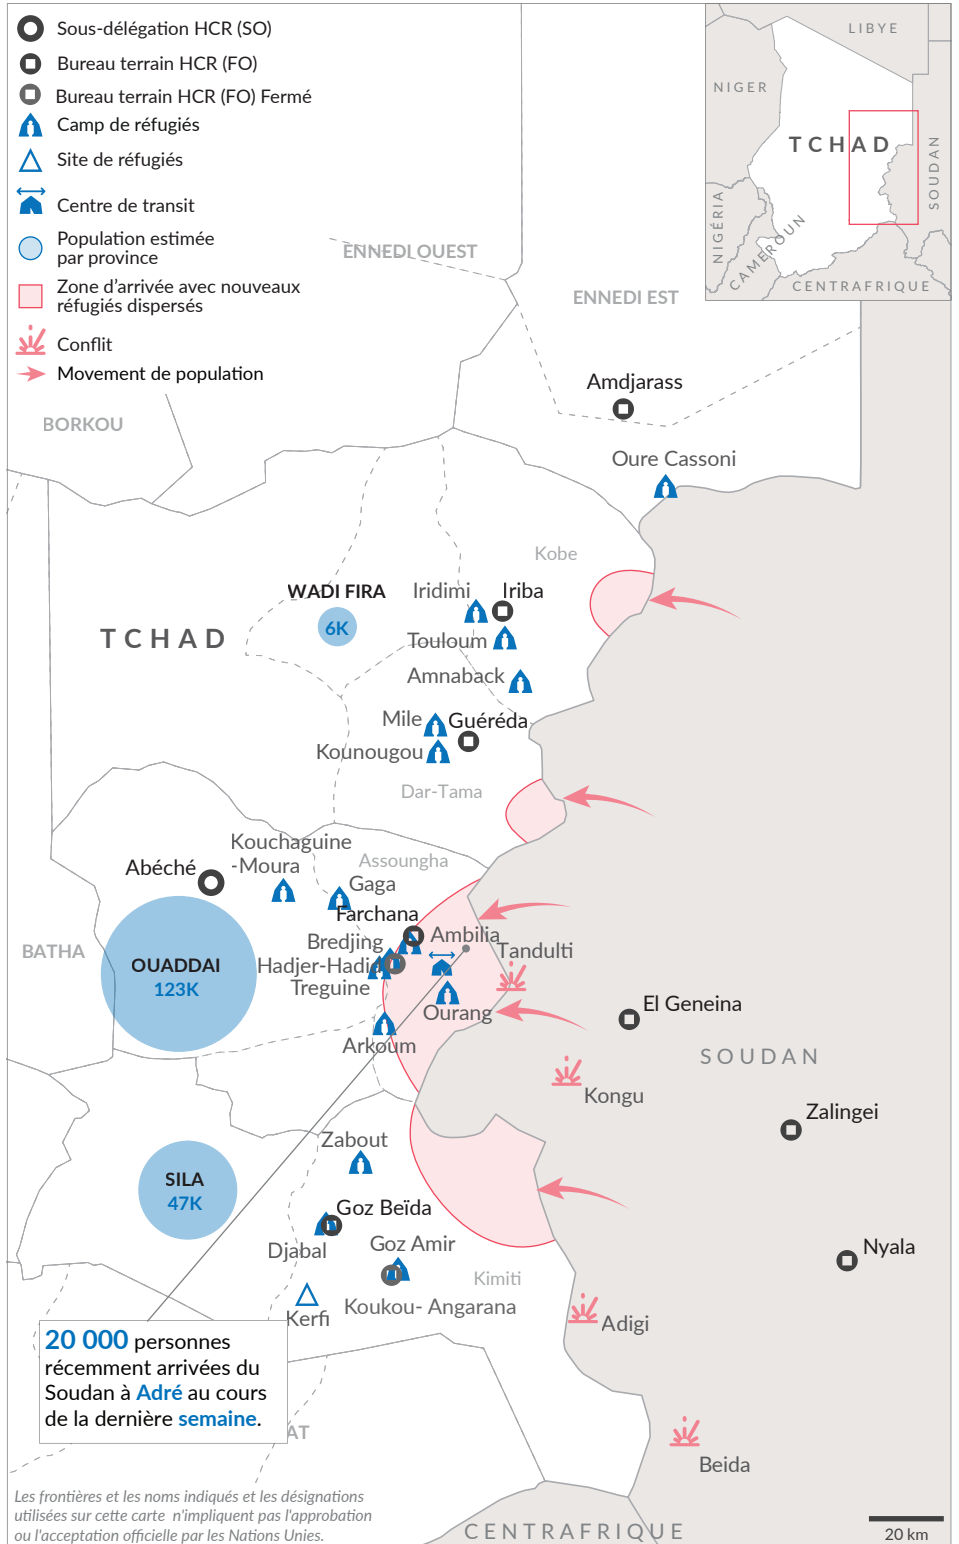 Sous-délégation HCR (SO)
Bureau terrain HCR (FO)
Bureau terrain HCR (FO) Fermé
Camp de réfugiés
Site de réfugiés
Centre de transit
Population estimée
par province
Zone d'arrivée avec nouveaux
réfugiés dispersés
Conflit
Movement de population
LIBYE
NIGER
TCHAD
SOUDAN
NIGÉRIA
CAMEROUN
CENTRAFRIQUE
ENNEDI OUEST
ENNEDI EST
Amdjarass
BORKOU
Oure Cassoni
Kobe
WADI FIRA
6K
Iridimi
Iriba
TCHAD
Touloum
Amnaback
Mile
Guéréda
Kounougou
Dar-Tama
Kouchaguine
-Moura
Assoungha
Abéché
Gaga
Farchana
BATHA
Bredjing
Ambilia
Tandulti
OUADDAI
123K
Hadjer-Hadid
Treguine
Ourang
El Geneina
Arkoum
SOUDAN
Kongu
Zalingei
Zabout
SILA
47K
Goz Beïda
Djabal
Goz Amir
Nyala
Kimiti
Koukou- Angarana
Kerfi
Adigi
20 000 personnes
récemment arrivées du
Soudan à Adré au cours
de la dernière semaine.
AT
Beida
Les frontières et les noms indiqués et les désignations
utilisées sur cette carte n'impliquent pas l'approbation
ou l'acceptation officielle par les Nations Unies.
CENTRAFRIQUE
20 km